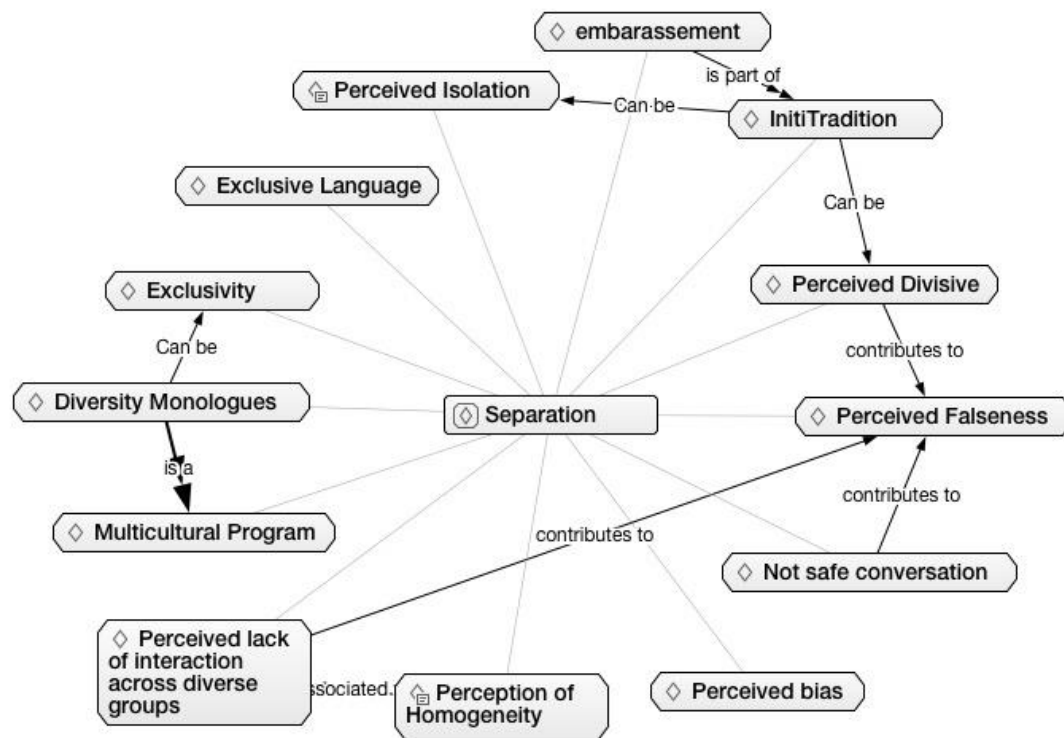 embarassement
is part of
Perceived Isolation
Can be
InitiTradition
Exclusive Language
Can be
Exclusivity
Perceived Divisive
Can be
contributes to
Diversity Monologues
Separation
Perceived Falseness
is a
contributes to
Multicultural Program
contributes to
Not safe conversation
Perceived lack
of interaction
across diverse
groups
ssociated.
Perception of
Homogeneity
Perceived bias